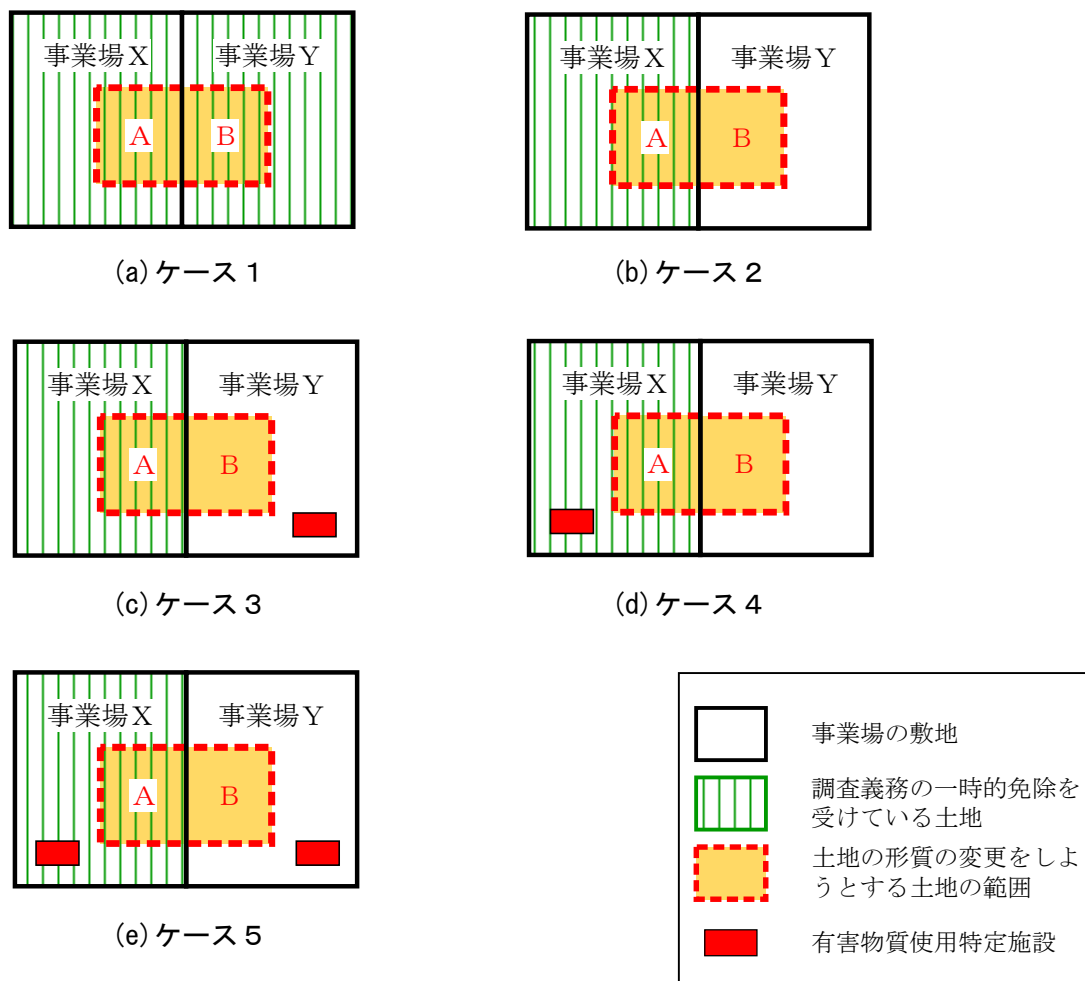 事業場X
事業場Y
A
B
(a)ケース1
事業場X
事業場Y
A
B
(b)ケース2
事業場X
事業場Y
A
B
(c)ケース3
事業場X
事業場Y
A
B
(d)ケース4
事業場X
事業場Y
A
B
(e)ケース5
事業場の敷地
調査義務の一時的免除を
受けている土地
土地の形質の変更をしよ
うとする土地の範囲
有害物質使用特定施設